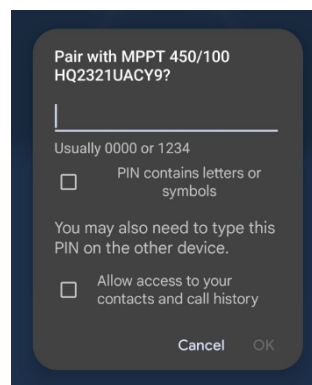 Pair with MPPT 450/100
HQ2321UACY9?
Usually 0000 or 1234
PIN contains letters or
symbols
You may also need to type this
PIN on the other device.
Allow access to your
contacts and call history
Cancel OK